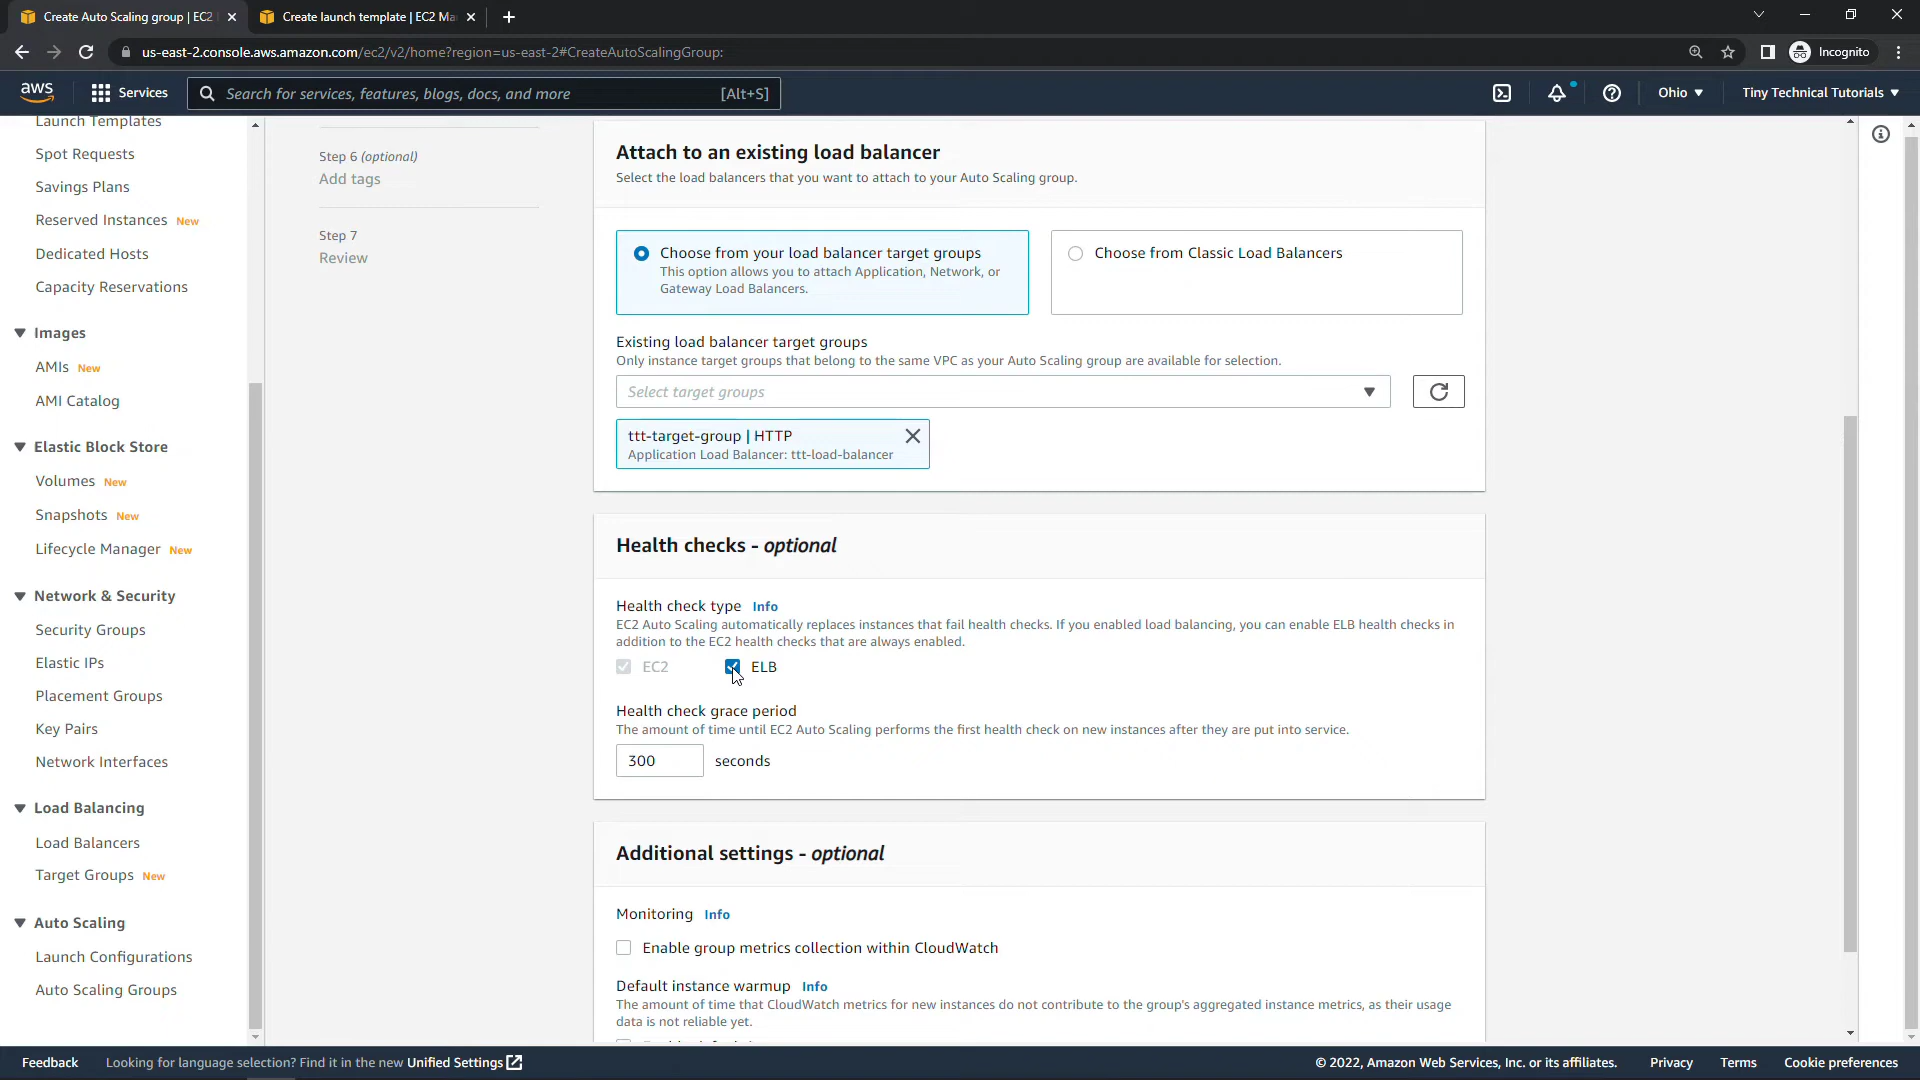 Create Auto Scaling group | EC2
Create launch template | EC2 Ma
us-east-2.console.aws.amazon.com/ec2/v2/home?region=us-east-2#CreateAutoScalingGroup:
Incognito
aws
Services
Search for services, features, blogs, docs, and more
[Alt+S]
Ohio
Tiny Technical Tutorials
Launch Templates
Spot Requests
Savings Plans
Reserved Instances New
Dedicated Hosts
Capacity Reservations
Images
AMIs New
AMI Catalog
Elastic Block Store
Volumes New
Snapshots New
Lifecycle Manager New
Network & Security
Security Groups
Elastic IPs
Placement Groups
Key Pairs
Network Interfaces
Load Balancing
Load Balancers
Target Groups New
Auto Scaling
Launch Configurations
Auto Scaling Groups
Step 6 (optional)
Add tags
Step 7
Review
Attach to an existing load balancer
Select the load balancers that you want to attach to your Auto Scaling group.
Choose from your load balancer target groups
This option allows you to attach Application, Network, or
Gateway Load Balancers.
Choose from Classic Load Balancers
Existing load balancer target groups
Only instance target groups that belong to the same VPC as your Auto Scaling group are available for selection.
Select target groups
ttt-target-group | HTTP
Application Load Balancer: ttt-load-balancer
Health checks - optional
Health check type Info
EC2 Auto Scaling automatically replaces instances that fail health checks. If you enabled load balancing, you can enable ELB health checks in
addition to the EC2 health checks that are always enabled.
EC2
ELB
Health check grace period
The amount of time until EC2 Auto Scaling performs the first health check on new instances after they are put into service.
300 seconds
Additional settings - optional
Monitoring Info
Enable group metrics collection within CloudWatch
Default instance warmup Info
The amount of time that CloudWatch metrics for new instances do not contribute to the group's aggregated instance metrics, as their usage
data is not reliable yet.
Feedback
Looking for language selection? Find it in the new Unified Settings
© 2022, Amazon Web Services, Inc. or its affiliates.
Privacy
Terms
Cookie preferences